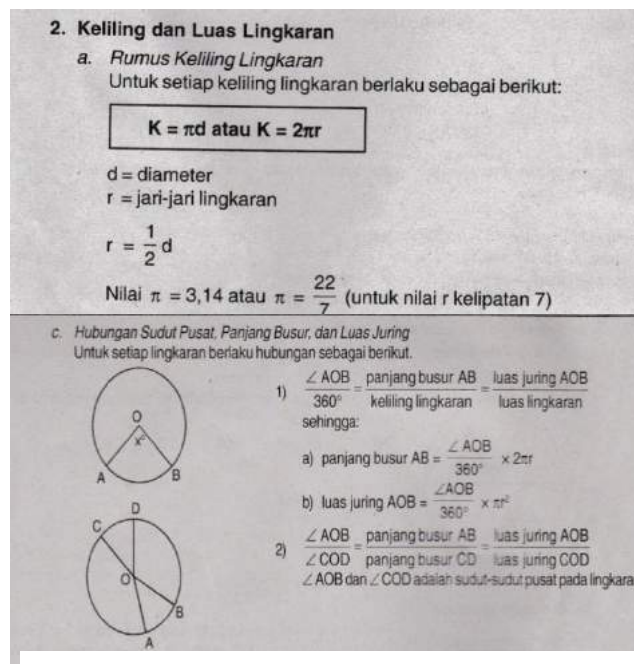 2. Keliling dan Luas Lingkaran
a. Rumus Keliling Lingkaran
Untuk setiap keliling lingkaran berlaku sebagai berikut:
K = πd atau K = 2πr
d = diameter
r = jari-jari lingkaran
r = 1/2 d
Nilai π = 3,14 atau π = 22/7 (untuk nilai r kelipatan 7)
c. Hubungan Sudut Pusat, Panjang Busur, dan Luas Juring
Untuk setiap lingkaran berlaku hubungan sebagai berikut.
O
x°
A
B
1) ∠AOB/360° = panjang busur AB/keliling lingkaran = luas juring AOB/luas lingkaran
sehingga:
a) panjang busur AB = ∠AOB/360° × 2πr
b) luas juring AOB = ∠AOB/360° × πr²
D
C
O
B
A
2) ∠AOB/∠COD = panjang busur AB/panjang busur CD = luas juring AOB/luas juring COD
∠AOB dan ∠COD adalah sudut-sudut pusat pada lingkara